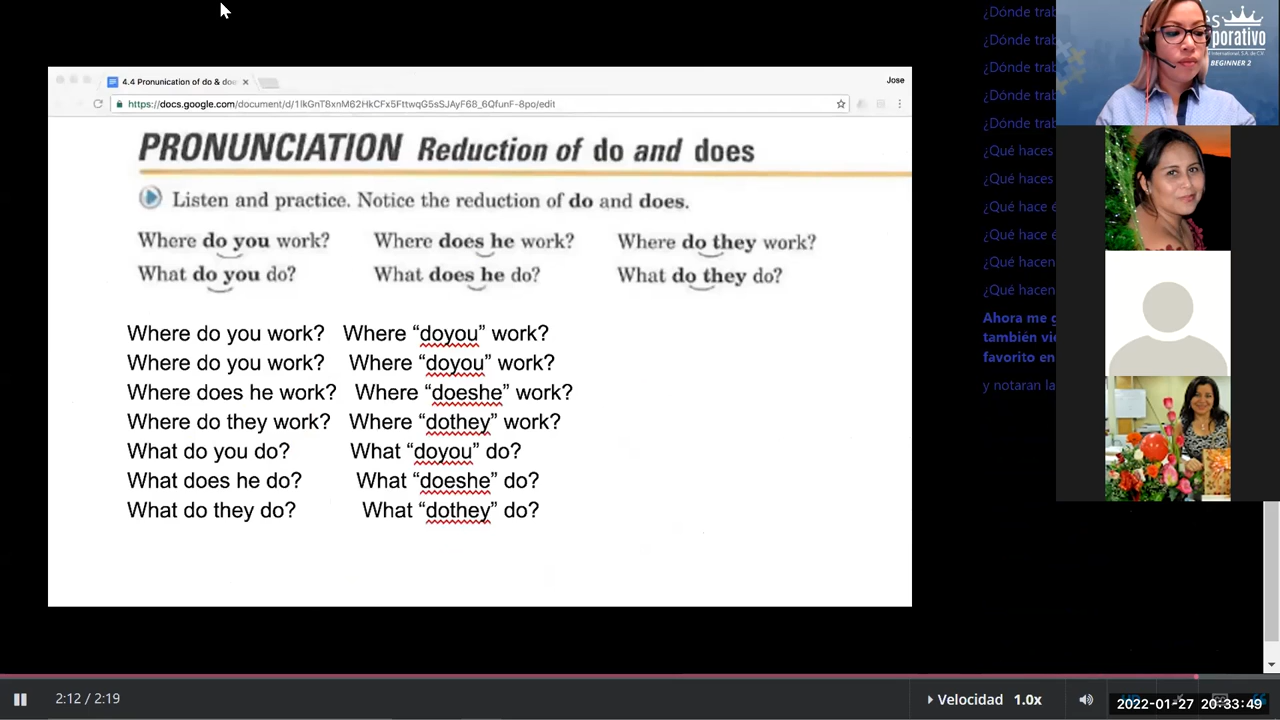 4.4 Pronunication of do & doe
Jose
https://docs.google.com/document/d/1lkGnT8xnM62HkCFx5FttwqG5sSJAyF68_6QfunF-8po/edit
PRONUNCIATION Reduction of do and does
Listen and practice. Notice the reduction of do and does.
Where do you work? Where does he work? Where do they work?
What do you do? What does he do? What do they do?
Where do you work? Where “doyou” work?
Where do you work? Where “doyou” work?
Where does he work? Where “doeshe” work?
Where do they work? Where “dothey” work?
What do you do? What “doyou” do?
What does he do? What “doeshe” do?
What do they do? What “dothey” do?
¿Dónde trab
¿Dónde trab
¿Dónde trab
¿Dónde trab
¿Dónde trab
¿Qué haces
¿Qué haces
¿Qué hace é
¿Qué hace é
¿Qué hacen
¿Qué hacen
Ahora me g
también vie
favorito en
y notaran la
és
porativo
International, S.A. de C.V.
BEGINNER 2
2:12 / 2:19
Velocidad 1.0x
2022-01-27 20:33:49